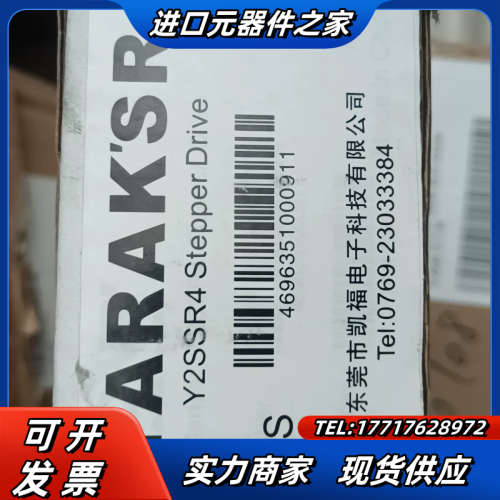 进口元器件之家
ARAK'SR
Y2SSR4 Stepper Drive
4696351000911
S
东莞市凯福电子科技有限公司
Tel:0769-23033384
可开
发票
TEL:17717628972
实力商家 现货供应